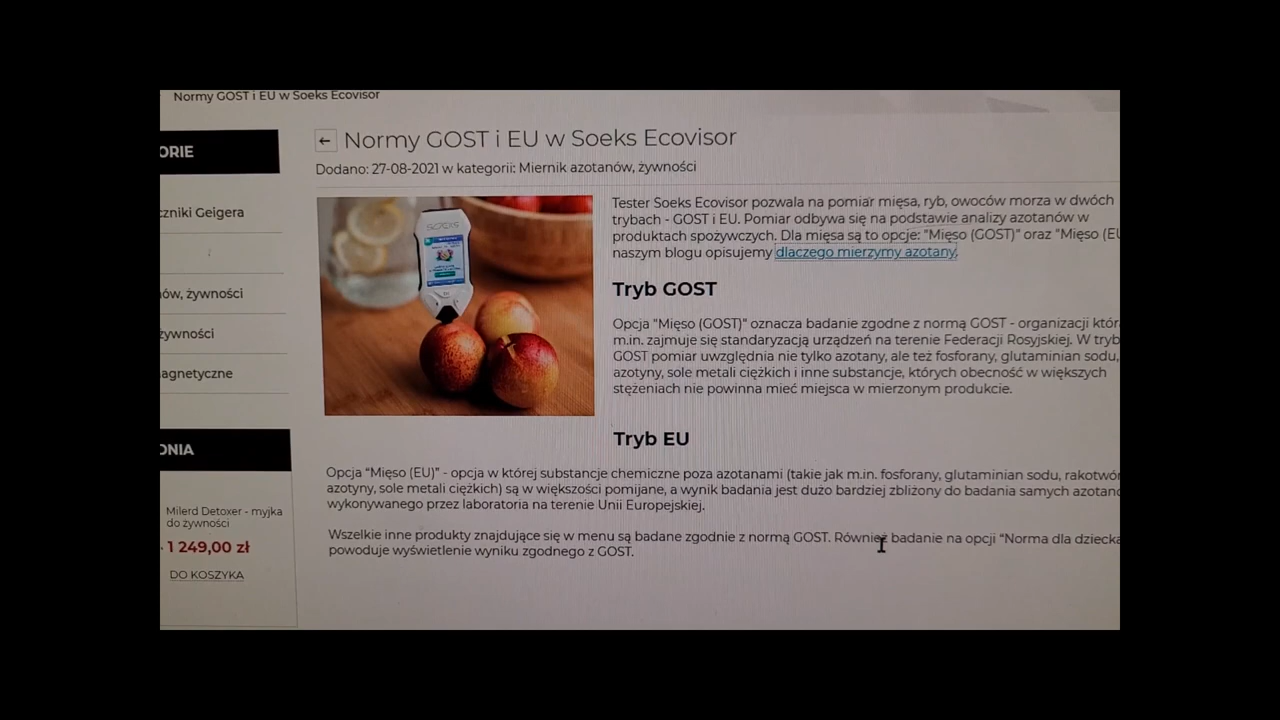 Normy GOST i EU w Soeks Ecovisor
ORIE
Normy GOST i EU w Soeks Ecovisor
Dodano: 27-08-2021 w kategorii: Miernik azotanów, żywności
czniki Geigera
ów, żywności
żywności
agnetyczne
soeks
Tester Soeks Ecovisor pozwala na pomiar mięsa, ryb, owoców morza w dwóch
trybach - GOST i EU. Pomiar odbywa się na podstawie analizy azotanów w
produktach spożywczych. Dla mięsa są to opcje: "Mięso (GOST)" oraz "Mięso (EU
naszym blogu opisujemy dlaczego mierzymy azotany.
Tryb GOST
Opcja "Mięso (GOST)" oznacza badanie zgodne z normą GOST - organizacji która
m.in. zajmuje się standaryzacją urządzeń na terenie Federacji Rosyjskiej. W tryb
GOST pomiar uwzględnia nie tylko azotany, ale też fosforany, glutaminian sodu,
azotyny, sole metali ciężkich i inne substancje, których obecność w większych
stężeniach nie powinna mieć miejsca w mierzonym produkcie.
Tryb EU
Opcja “Mięso (EU)” - opcja w której substancje chemiczne poza azotanami (takie jak m.in. fosforany, glutaminian sodu, rakotwór
azotyny, sole metali ciężkich) są w większości pomijane, a wynik badania jest dużo bardziej zbliżony do badania samych azotanó
wykonywanego przez laboratoria na terenie Unii Europejskiej.
Wszelkie inne produkty znajdujące się w menu są badane zgodnie z normą GOST. Również badanie na opcji “Norma dla dziecka
powoduje wyświetlenie wyniku zgodnego z GOST.
ONIA
Milerd Detoxer - myjka
do żywności
1 249,00 zł
DO KOSZYKA